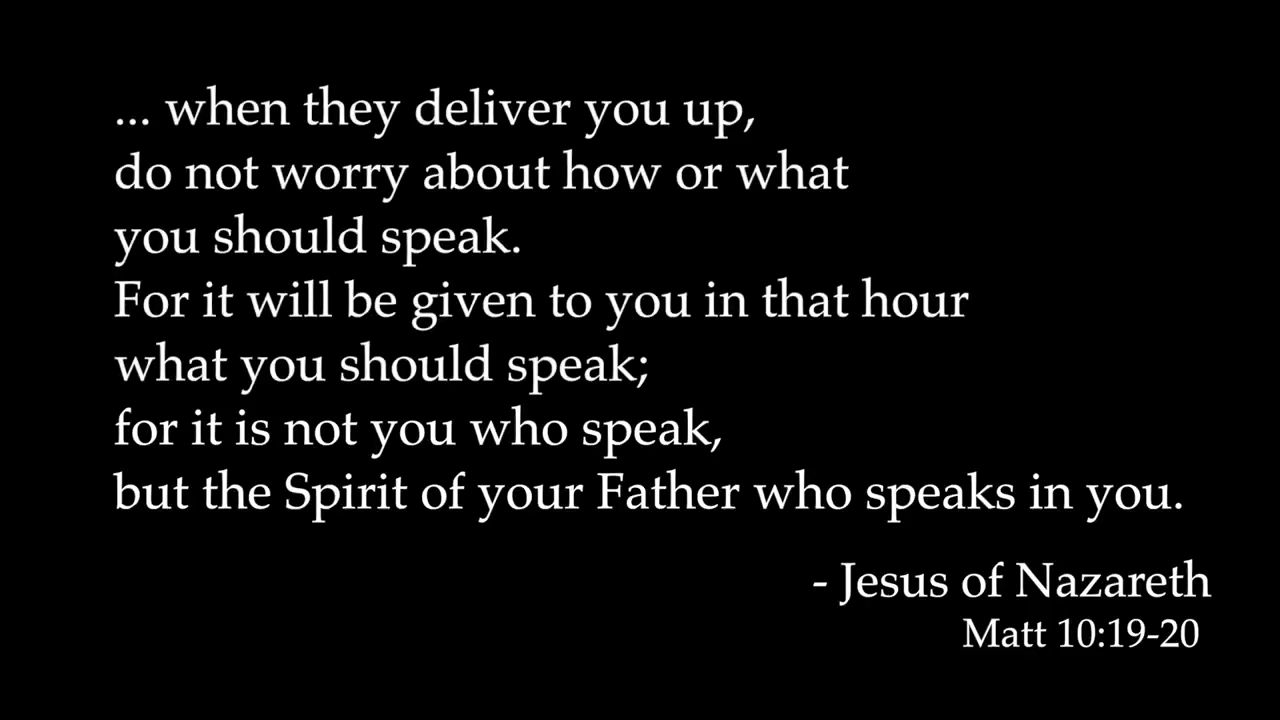 ... when they deliver you up,
do not worry about how or what
you should speak.
For it will be given to you in that hour
what you should speak;
for it is not you who speak,
but the Spirit of your Father who speaks in you.
- Jesus of Nazareth
Matt 10:19-20